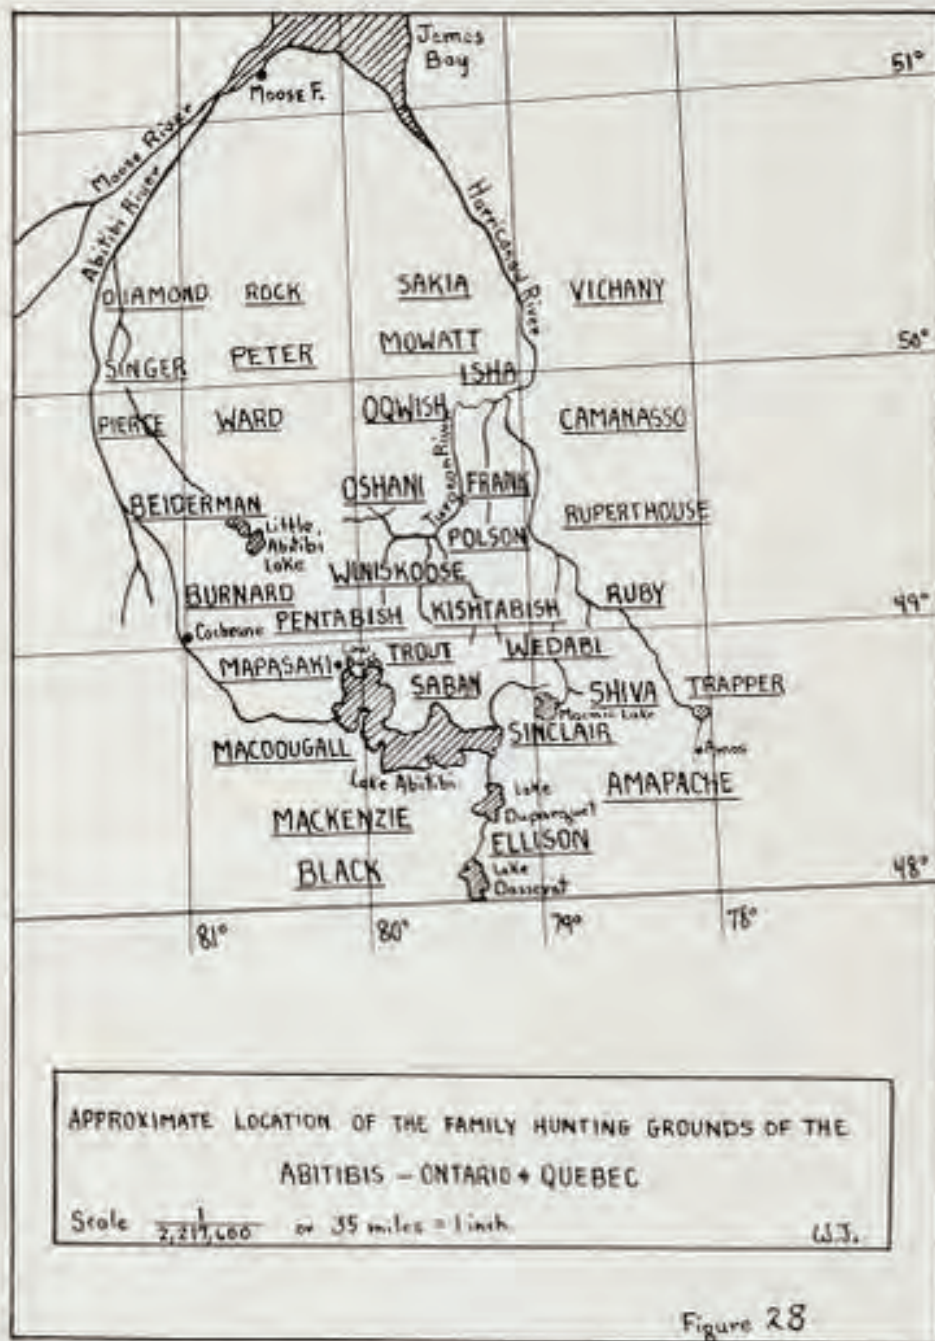 James
Bay
51°
Moose F.
Moose River
Abitibi River
Harricanaw River
DIAMOND ROCK SAKIA VICHANY
50°
SINGER PETER MOWATT
ISHA
PIERCE WARD OQWISH CAMANASSO
OSHANI FRANK
BEIDERMAN RUPERTHOUSE
Little
Abitibi
Lake
POLSON
WINISKOOSE
BURNARD RUBY
49°
PENTABISH KISHTABISH
Cochrane
MAPASAKI TROUT WEDABI
SABAN SHIVA TRAPPER
Lake
MACDOUGALL SINCLAIR
Amos
Lake Abitibi
AMAPACHE
Lake
Duparquet
MACKENZIE
ELLISON
BLACK
Lake
Dasserat
48°
81° 80° 79° 78°
APPROXIMATE LOCATION OF THE FAMILY HUNTING GROUNDS OF THE
ABITIBIS – ONTARIO + QUEBEC
Scale 1/2,217,600 or 35 miles = 1 inch.
W.J.
Figure 28